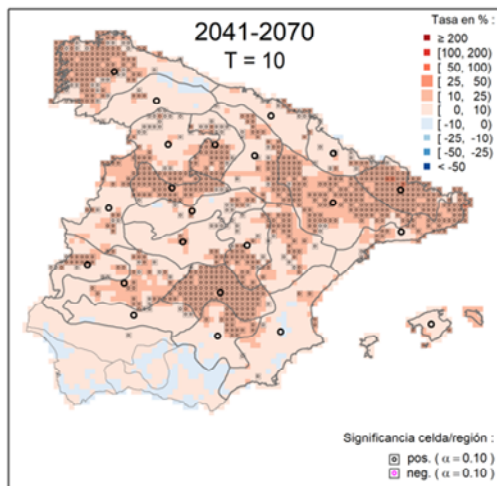 2041-2070
T = 10
Tasa en % :
≥ 200
[100, 200)
[ 50, 100)
[ 25, 50)
[ 10, 25)
[ 0, 10)
[ -10, 0)
[ -25, -10)
[ -50, -25)
< -50
Significancia celda/región :
pos. ( α = 0.10 )
neg. ( α = 0.10 )